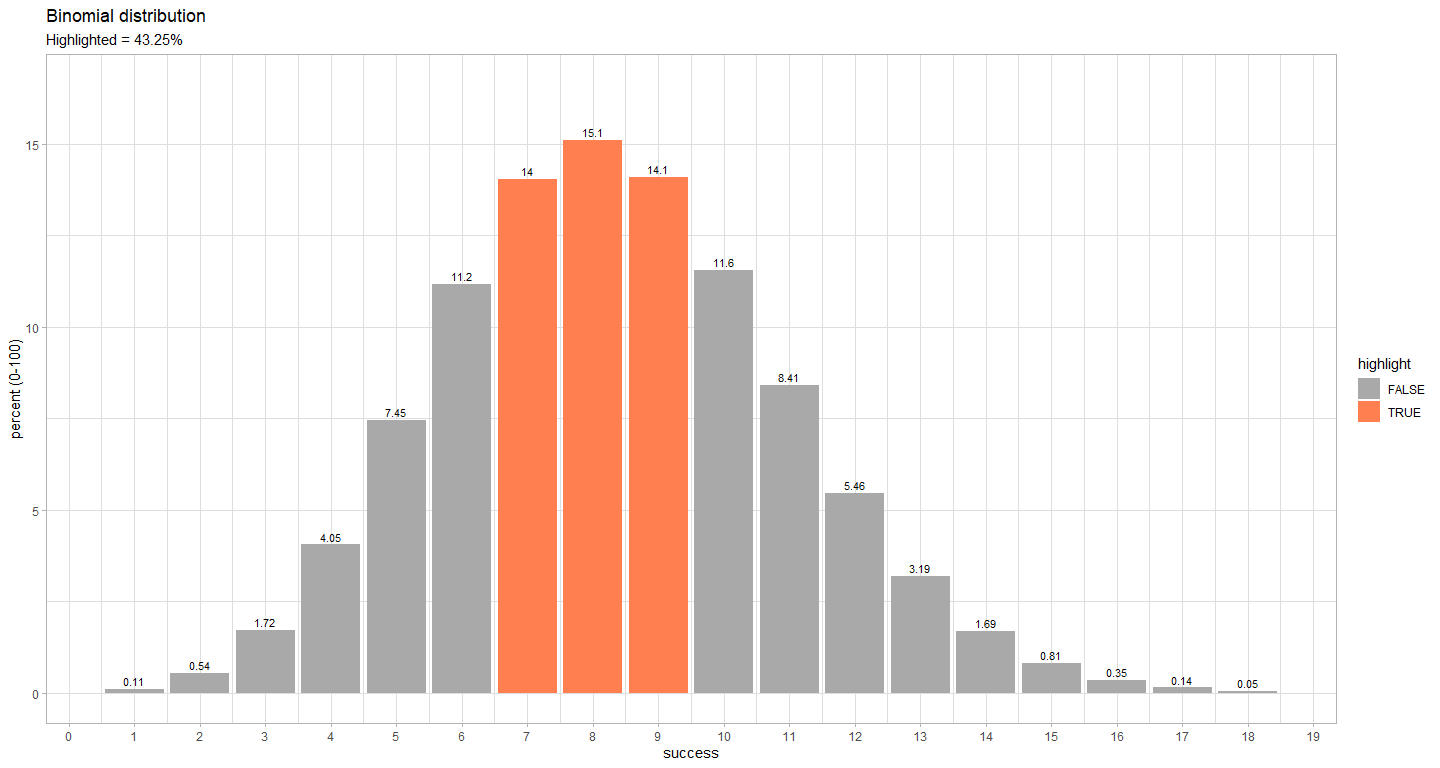 Binomial distribution
Highlighted = 43.25%
percent (0-100)
15
10
5
0
0.11
0.54
1.72
4.05
7.45
11.2
14
15.1
14.1
11.6
8.41
5.46
3.19
1.69
0.81
0.35
0.14
0.05
0 1 2 3 4 5 6 7 8 9 10 11 12 13 14 15 16 17 18 19
success
highlight
FALSE
TRUE